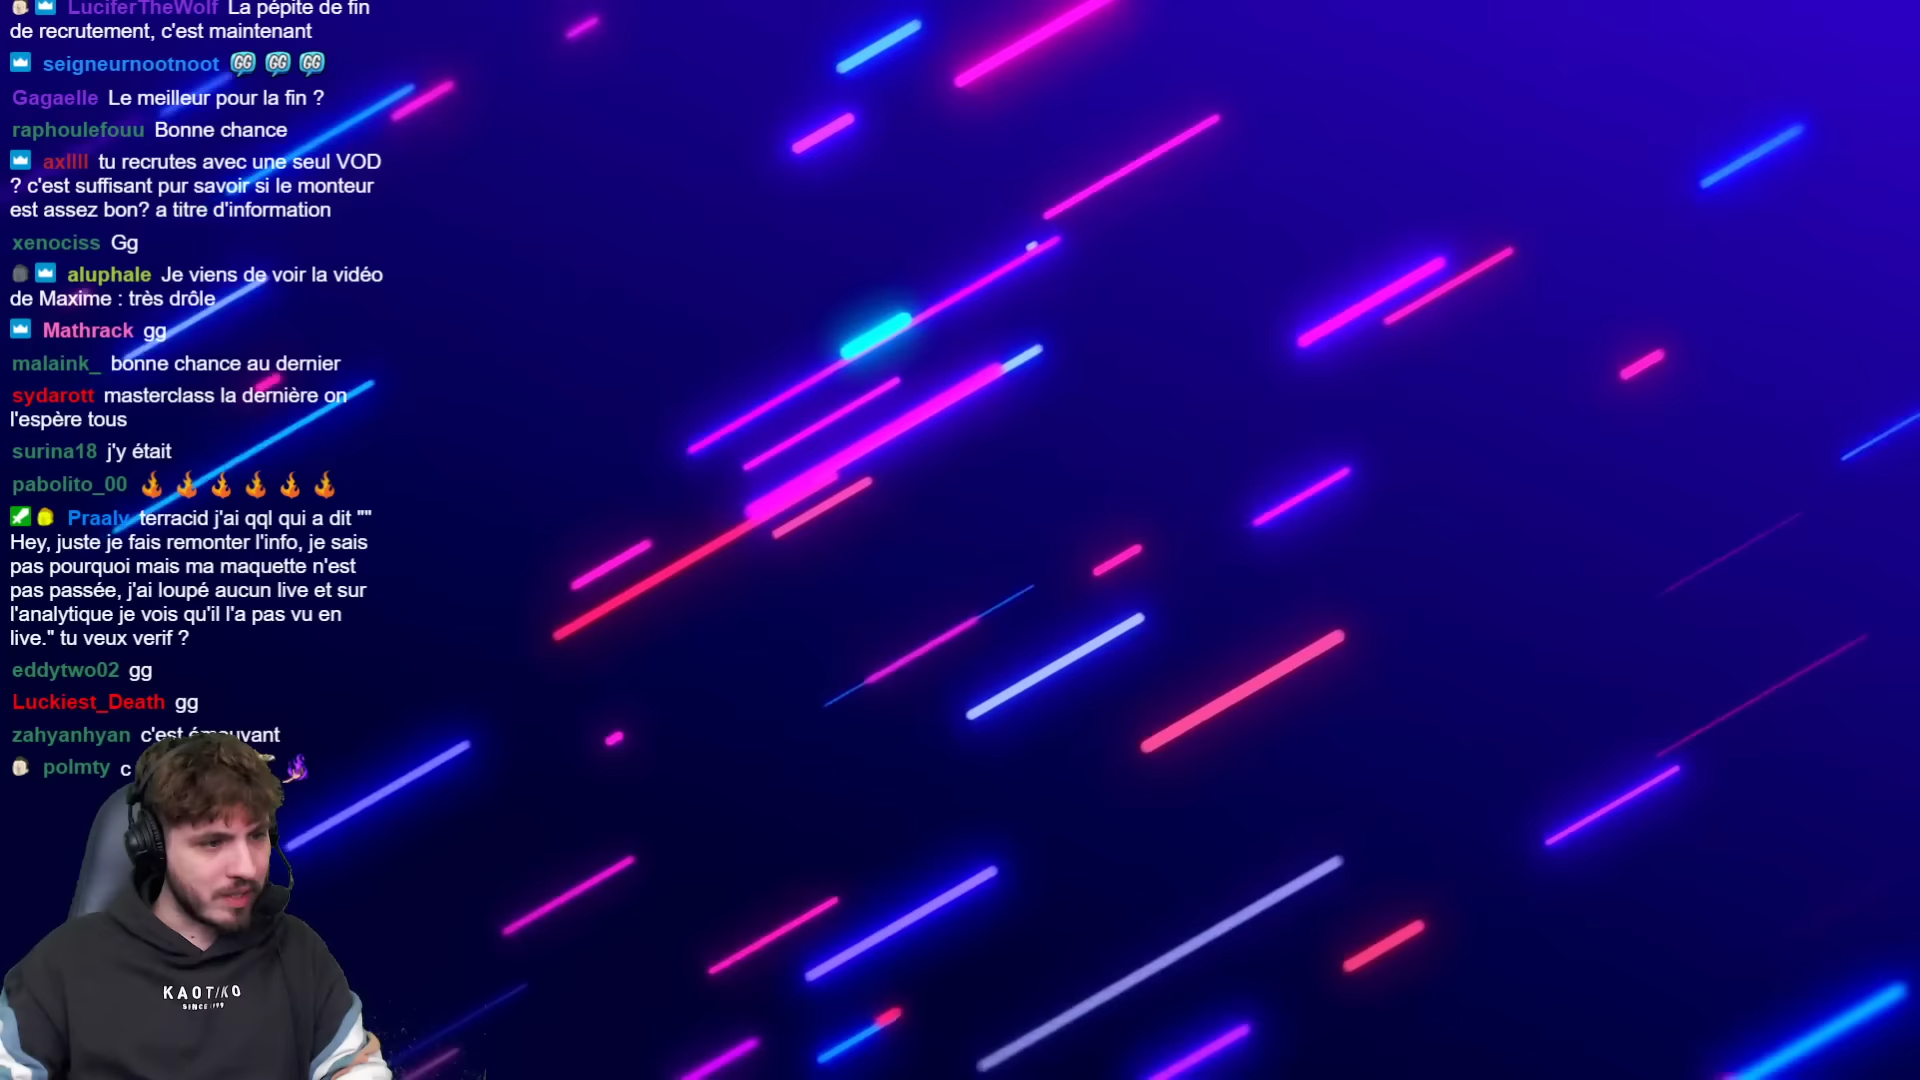 LuciferTheWolf La pépite de fin
de recrutement, c'est maintenant
seigneurnootnoot GG GG GG
Gagaelle Le meilleur pour la fin ?
raphoulefouu Bonne chance
axllll tu recrutes avec une seul VOD
? c'est suffisant pur savoir si le monteur
est assez bon? a titre d'information
xenociss Gg
aluphale Je viens de voir la vidéo
de Maxime : très drôle
Mathrack gg
malaink_ bonne chance au dernier
sydarott masterclass la dernière on
l'espère tous
surina18 j'y était
pabolito_00
Praaly terracid j'ai qql qui a dit ""
Hey, juste je fais remonter l'info, je sais
pas pourquoi mais ma maquette n'est
pas passée, j'ai loupé aucun live et sur
l'analytique je vois qu'il l'a pas vu en
live." tu veux verif ?
eddytwo02 gg
Luckiest_Death gg
zahyanhyan c'est émouvant
polmty c
KAOTIKO
SINCE 1999